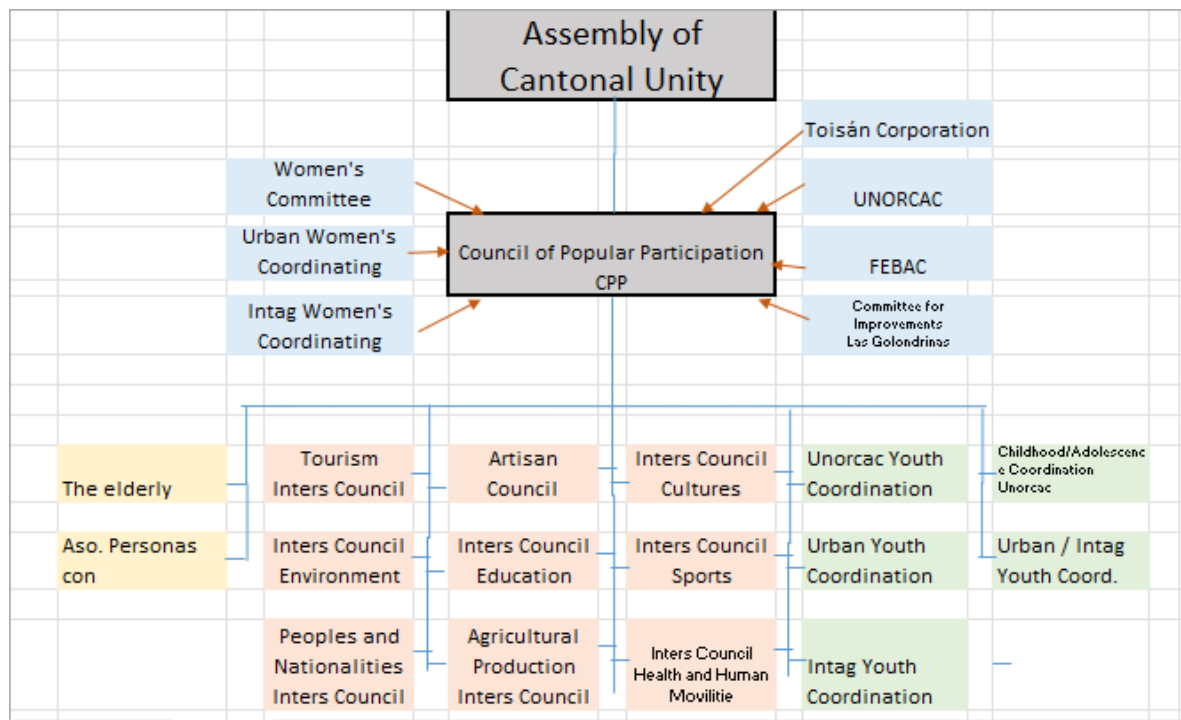 Assembly of
Cantonal Unity
Toisán Corporation
Women's
Committee
UNORCAC
Urban Women's
Coordinating
Council of Popular Participation
CPP
FEBAC
Intag Women's
Coordinating
Committee for
Improvements
Las Golondrinas
The elderly
Tourism
Inters Council
Artisan
Council
Inters Council
Cultures
Unorcac Youth
Coordination
Childhood/Adolescenc
e Coordination
Unorcac
Aso. Personas
con
Inters Council
Environment
Inters Council
Education
Inters Council
Sports
Urban Youth
Coordination
Urban / Intag
Youth Coord.
Peoples and
Nationalities
Inters Council
Agricultural
Production
Inters Council
Inters Council
Health and Human
Movilitie
Intag Youth
Coordination